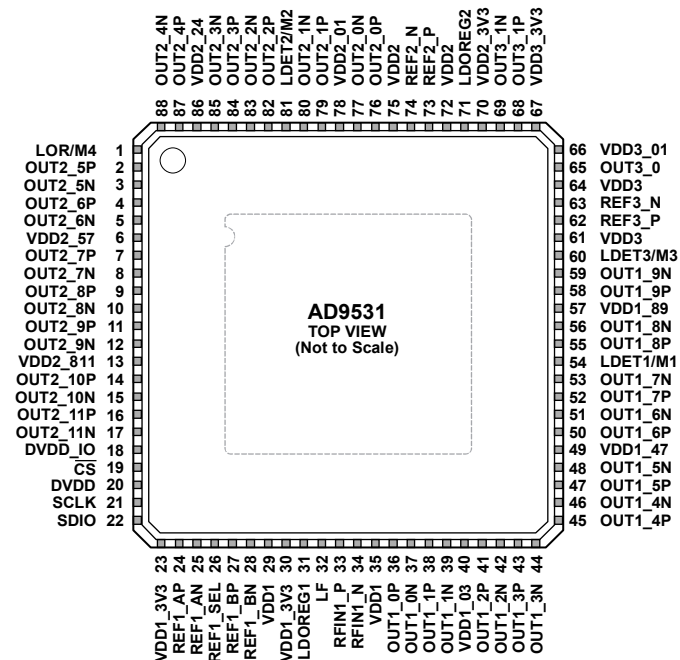 OUT2_4N 88
OUT2_4P 87
VDD2_24 86
OUT2_3N 85
OUT2_3P 84
OUT2_2N 83
OUT2_2P 82
LDET2/M2 81
OUT2_1N 80
OUT2_1P 79
VDD2_01 78
OUT2_0N 77
OUT2_0P 76
VDD2 75
REF2_N 74
REF2_P 73
VDD2 72
LDOREG2 71
VDD2_3V3 70
OUT3_1N 69
OUT3_1P 68
VDD3_3V3 67
LOR/M4 1
OUT2_5P 2
OUT2_5N 3
OUT2_6P 4
OUT2_6N 5
VDD2_57 6
OUT2_7P 7
OUT2_7N 8
OUT2_8P 9
OUT2_8N 10
OUT2_9P 11
OUT2_9N 12
VDD2_811 13
OUT2_10P 14
OUT2_10N 15
OUT2_11P 16
OUT2_11N 17
DVDD_IO 18
CS 19
DVDD 20
SCLK 21
SDIO 22
AD9531
TOP VIEW
(Not to Scale)
66 VDD3_01
65 OUT3_0
64 VDD3
63 REF3_N
62 REF3_P
61 VDD3
60 LDET3/M3
59 OUT1_9N
58 OUT1_9P
57 VDD1_89
56 OUT1_8N
55 OUT1_8P
54 LDET1/M1
53 OUT1_7N
52 OUT1_7P
51 OUT1_6N
50 OUT1_6P
49 VDD1_47
48 OUT1_5N
47 OUT1_5P
46 OUT1_4N
45 OUT1_4P
VDD1_3V3 23
REF1_AP 24
REF1_AN 25
REF1_SEL 26
REF1_BP 27
REF1_BN 28
VDD1 29
VDD1_3V3 30
LDOREG1 31
LF 32
RFIN1_P 33
RFIN1_N 34
VDD1 35
OUT1_0P 36
OUT1_0N 37
OUT1_1P 38
OUT1_1N 39
VDD1_03 40
OUT1_2P 41
OUT1_2N 42
OUT1_3P 43
OUT1_3N 44